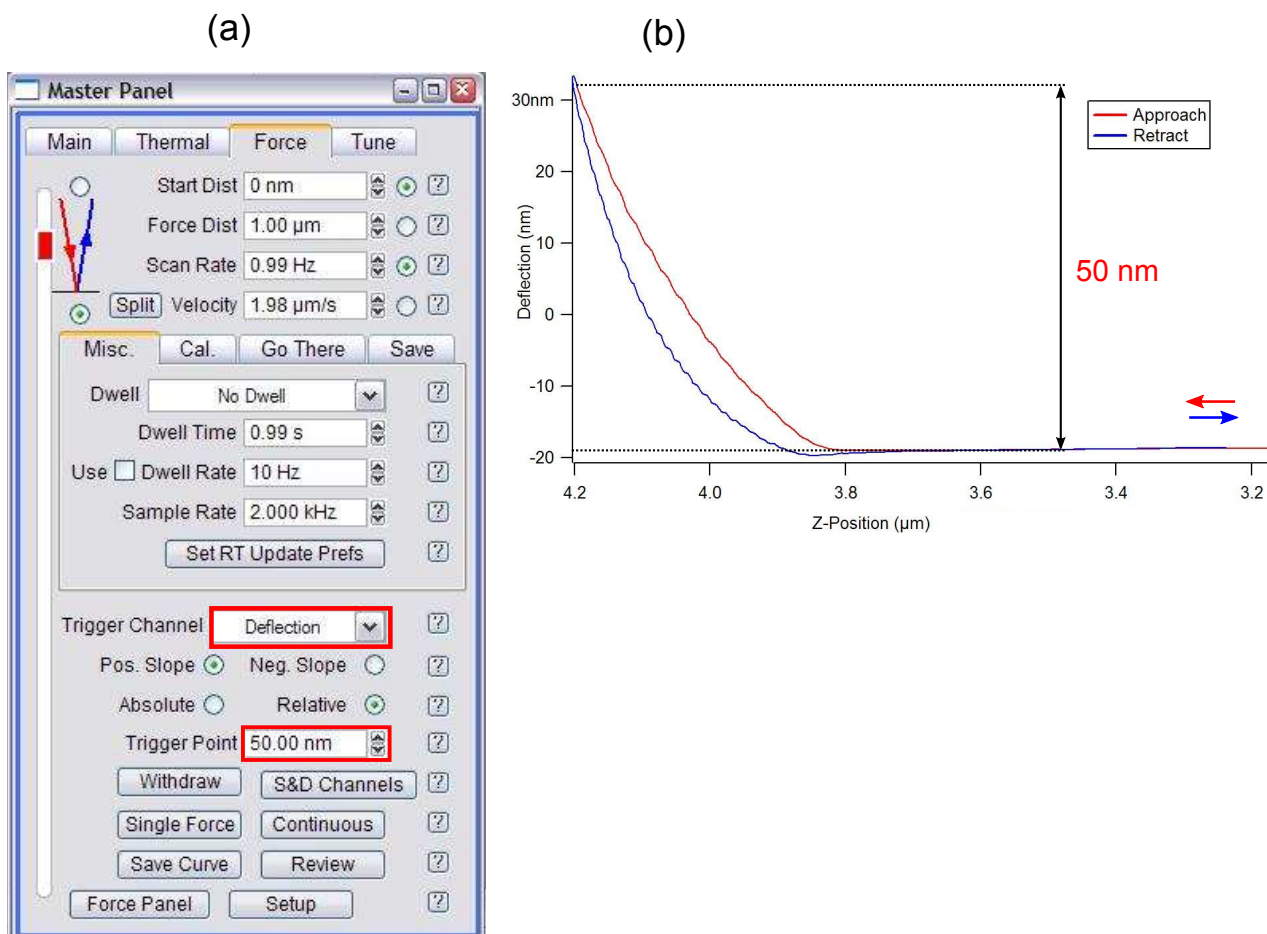 (a)
Master Panel
Main Thermal Force Tune
Start Dist 0 nm ?
Force Dist 1.00 µm ?
Scan Rate 0.99 Hz ?
Split Velocity 1.98 µm/s ?
Misc. Cal. Go There Save
Dwell No Dwell ?
Dwell Time 0.99 s ?
Use Dwell Rate 10 Hz ?
Sample Rate 2.000 kHz ?
Set RT Update Prefs ?
Trigger Channel Deflection ?
Pos. Slope Neg. Slope ?
Absolute Relative ?
Trigger Point 50.00 nm ?
Withdraw S&D Channels ?
Single Force Continuous ?
Save Curve Review ?
Force Panel Setup ?
(b)
30nm
20
10
0
-10
-20
Deflection (nm)
Approach
Retract
50 nm
4.2 4.0 3.8 3.6 3.4 3.2
Z-Position (µm)